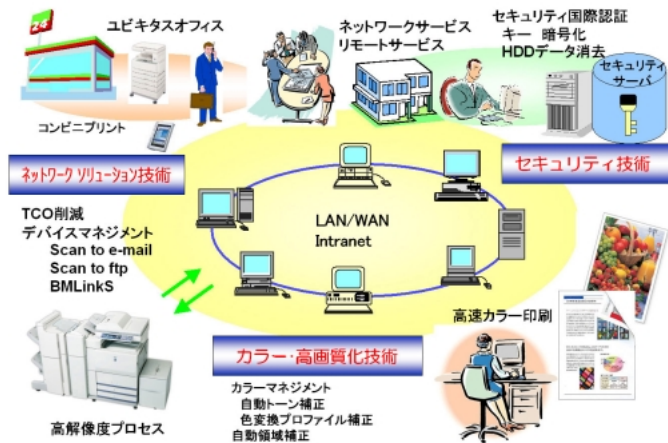 24
ユビキタスオフィス
コンビニプリント
ネットワークサービス
リモートサービス
セキュリティ国際認証
キー 暗号化
HDDデータ消去
セキュリティ
サーバ
ネットワーク ソリューション技術
セキュリティ技術
TCO削減
デバイスマネジメント
Scan to e-mail
Scan to ftp
BMLinkS
LAN/WAN
Intranet
高速カラー印刷
カラー・高画質化技術
カラーマネジメント
自動トーン補正
色変換プロファイル補正
自動領域補正
高解像度プロセス